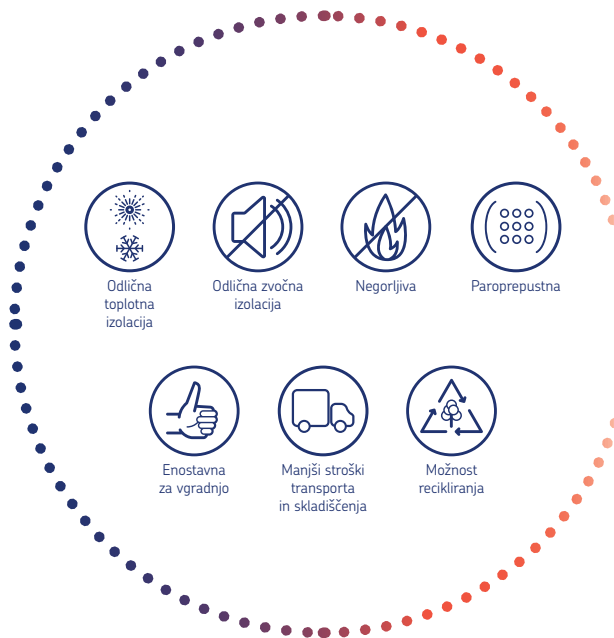 Odlična
toplotna
izolacija
Odlična zvočna
izolacija
Negorljiva
Paroprepustna
Enostavna
za vgradnjo
Manjši stroški
transporta
in skladiščenja
Možnost
recikliranja